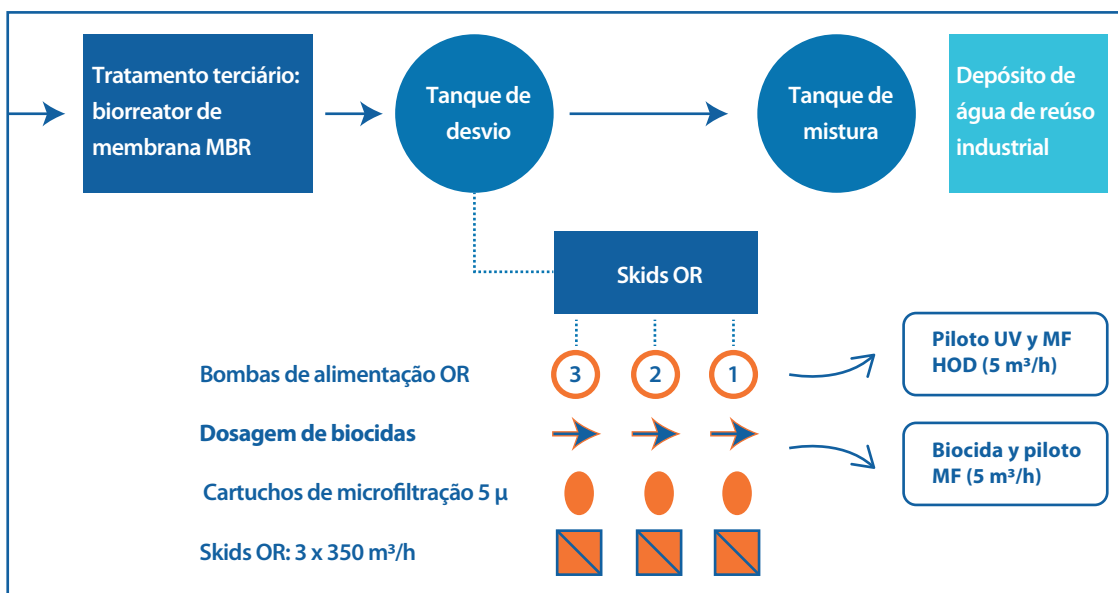 Tratamento terciário:
biorreator de
membrana MBR
Tanque de
desvio
Tanque de
mistura
Depósito de
água de reúso
industrial
Skids OR
Bombas de alimentação OR
3
2
1
Piloto UV y MF
HOD (5 m³/h)
Dosagem de biocidas
Biocida y piloto
MF (5 m³/h)
Cartuchos de microfiltração 5 µ
Skids OR: 3 x 350 m³/h